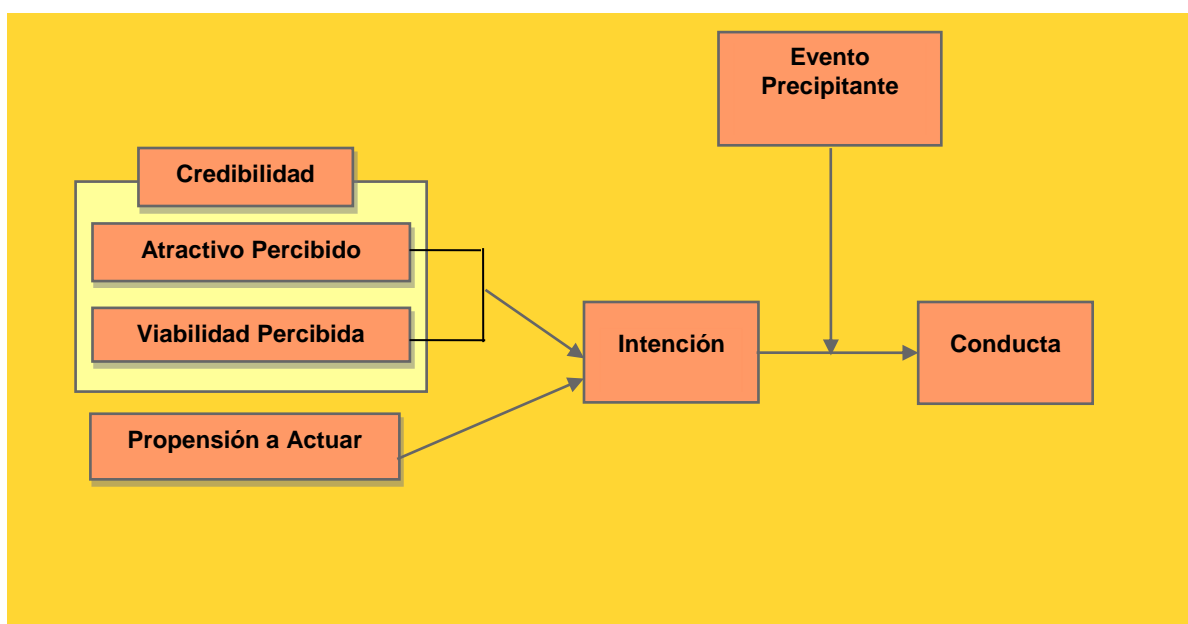 Evento
Precipitante
Credibilidad
Atractivo Percibido
Viabilidad Percibida
Intención
Conducta
Propensión a Actuar